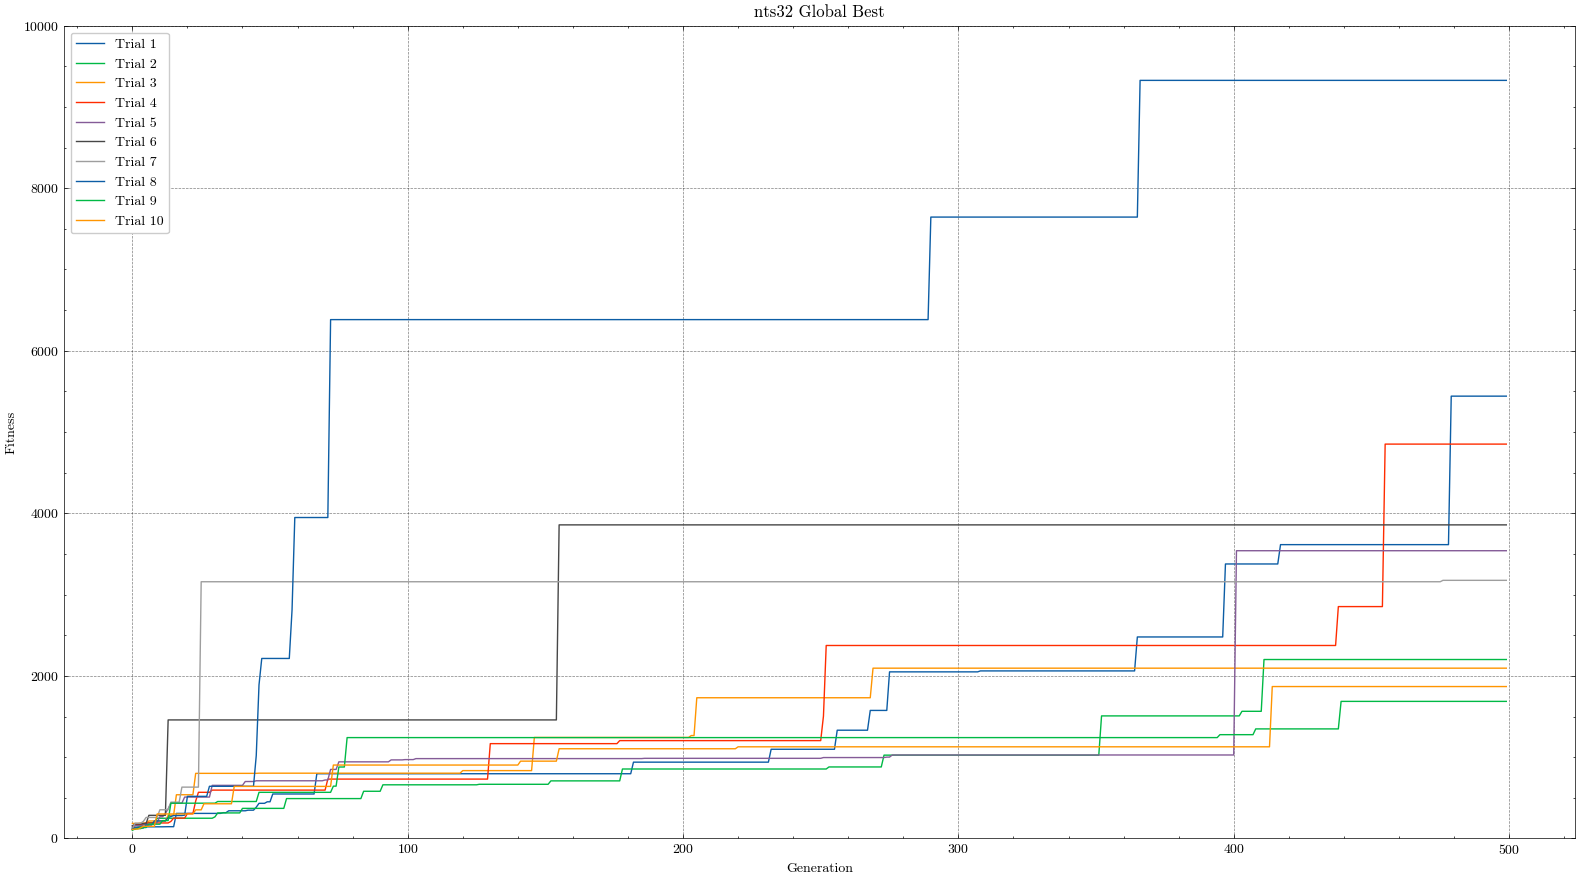 nts32 Global Best
10000
8000
6000
4000
2000
0
Fitness
Trial 1
Trial 2
Trial 3
Trial 4
Trial 5
Trial 6
Trial 7
Trial 8
Trial 9
Trial 10
0
100
200
300
400
500
Generation